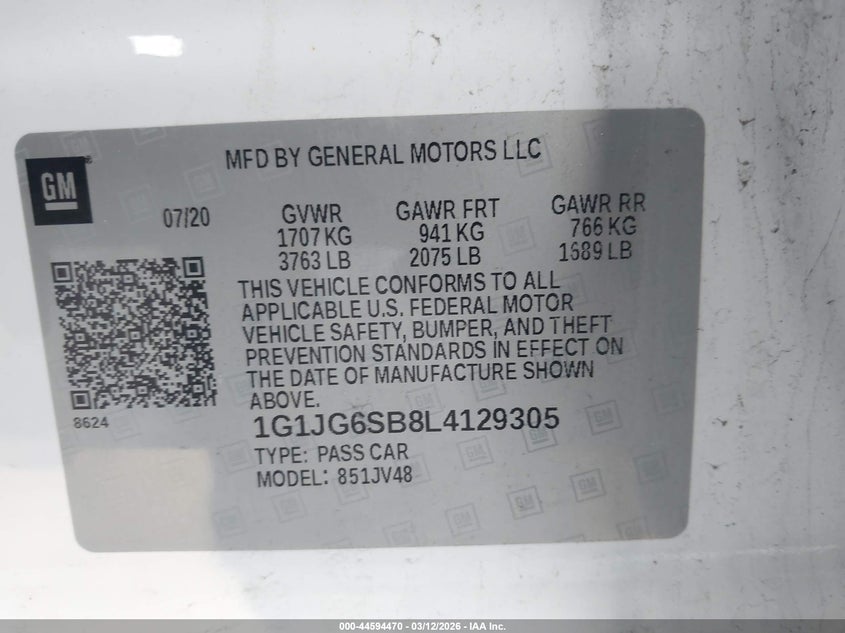 MFD BY GENERAL MOTORS LLC
GM
07/20
GVWR GAWR FRT GAWR RR
1707 KG 941 KG 766 KG
3763 LB 2075 LB 1689 LB
THIS VEHICLE CONFORMS TO ALL
APPLICABLE U.S. FEDERAL MOTOR
VEHICLE SAFETY, BUMPER, AND THEFT
PREVENTION STANDARDS IN EFFECT ON
THE DATE OF MANUFACTURE SHOWN
ABOVE.
8624
1G1JG6SB8L4129305
TYPE: PASS CAR
MODEL: 851JV48
000-44594470 - 03/12/2026 - IAA Inc.